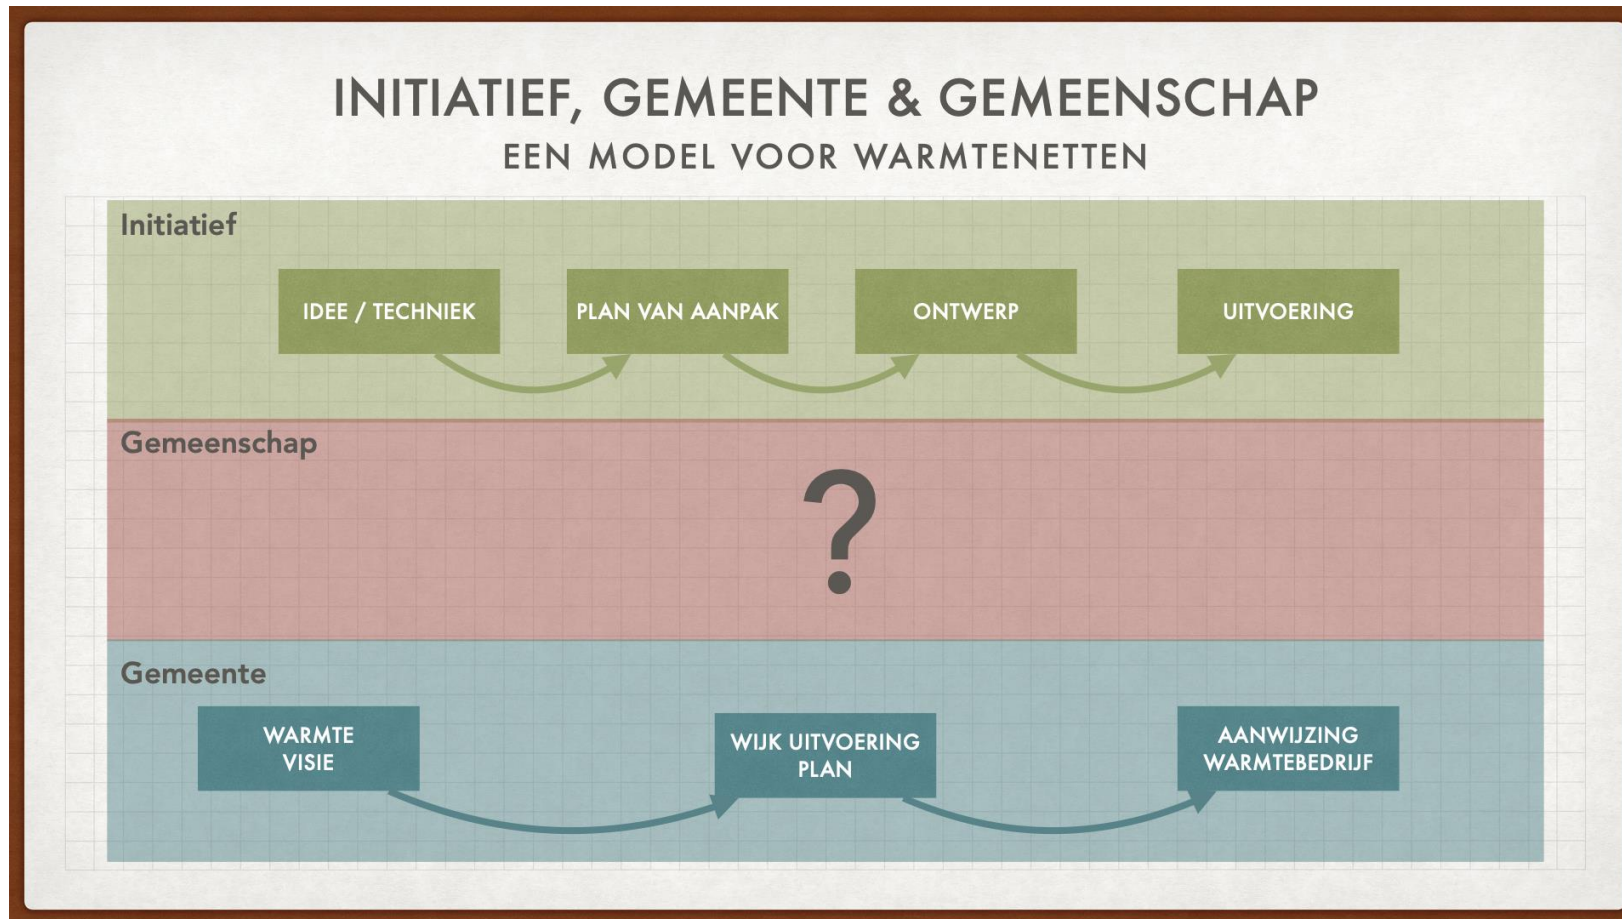 INITIATIEF, GEMEENTE & GEMEENSCHAP
EEN MODEL VOOR WARMTENETTEN
Initiatief
IDEE / TECHNIEK
PLAN VAN AANPAK
ONTWERP
UITVOERING
Gemeenschap
?
Gemeente
WARMTE
VISIE
WIJK UITVOERING
PLAN
AANWIJZING
WARMTEBEDRIJF